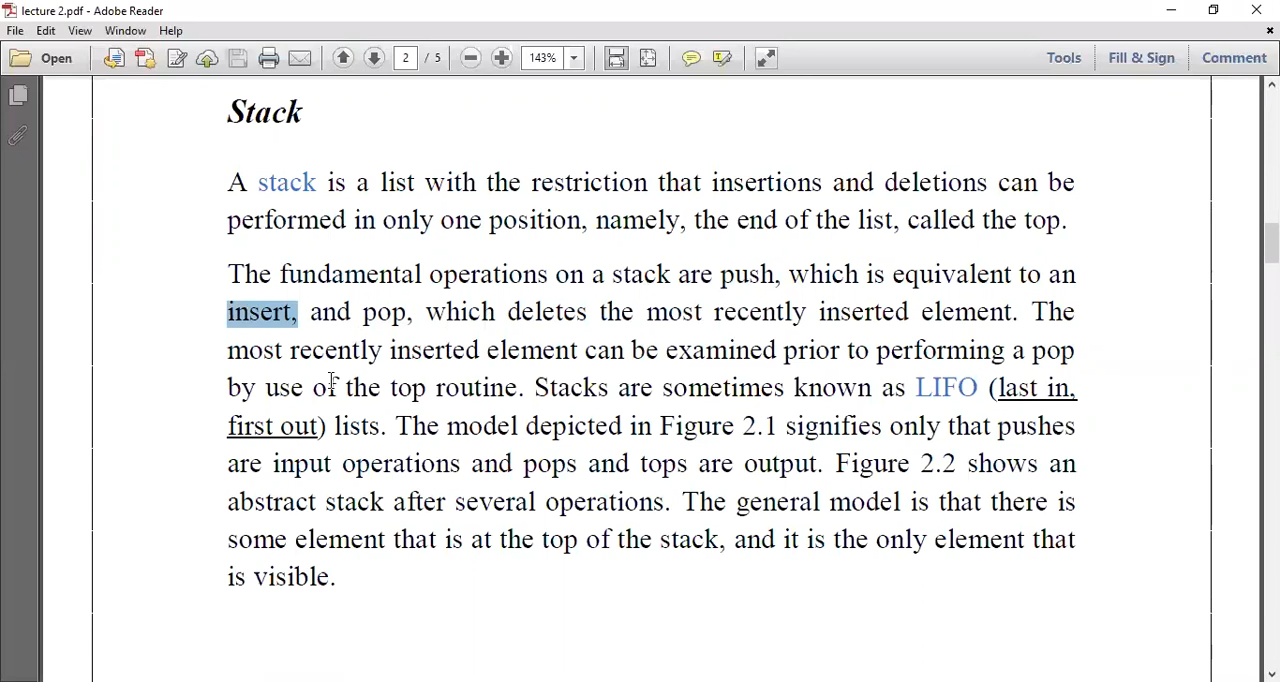 lecture 2.pdf - Adobe Reader
File Edit View Window Help
Open 2 / 5 143% Tools Fill & Sign Comment
Stack
A stack is a list with the restriction that insertions and deletions can be
performed in only one position, namely, the end of the list, called the top.
The fundamental operations on a stack are push, which is equivalent to an
insert, and pop, which deletes the most recently inserted element. The
most recently inserted element can be examined prior to performing a pop
by use of the top routine. Stacks are sometimes known as LIFO (last in,
first out) lists. The model depicted in Figure 2.1 signifies only that pushes
are input operations and pops and tops are output. Figure 2.2 shows an
abstract stack after several operations. The general model is that there is
some element that is at the top of the stack, and it is the only element that
is visible.